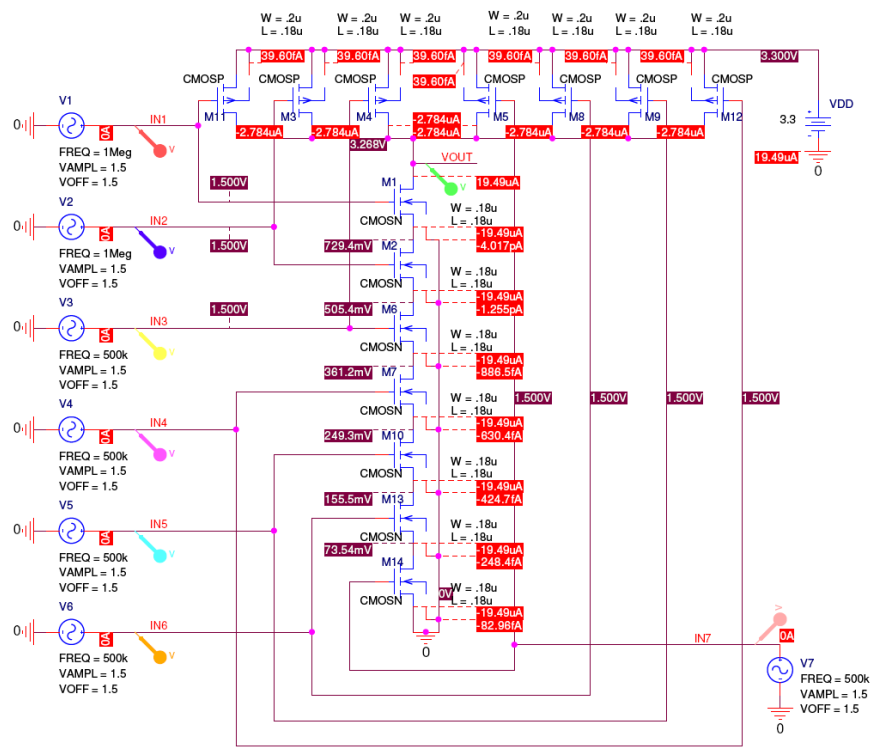 W = .2u W = .2u W = .2u W = .2u W = .2u W = .2u W = .2u
L = .18u L = .18u L = .18u L = .18u L = .18u L = .18u L = .18u
39.60fA 39.60fA 39.60fA 39.60fA 39.60fA 39.60fA 3.300V
39.60fA
CMOSP CMOSP CMOSP CMOSP CMOSP CMOSP CMOSP
M11 M3 M4 M5 M8 M9 M12
-2.784uA -2.784uA -2.784uA -2.784uA -2.784uA -2.784uA -2.784uA
3.268V
VDD
3.3
19.49uA
0
V1
IN1
0
0A
V
FREQ = 1Meg
VAMPL = 1.5
VOFF = 1.5
1.500V
VOUT
V
M1
19.49uA
CMOSN
W = .18u
L = .18u
-19.49uA
-4.017pA
V2
IN2
0
0A
V
FREQ = 1Meg
VAMPL = 1.5
VOFF = 1.5
1.500V
729.4mV
M2
CMOSN
W = .18u
L = .18u
-19.49uA
-1.255pA
V3
IN3
0
0A
V
FREQ = 500k
VAMPL = 1.5
VOFF = 1.5
1.500V
505.4mV
M6
CMOSN
W = .18u
L = .18u
-19.49uA
-886.5fA
361.2mV
M7
CMOSN
W = .18u
L = .18u
-19.49uA
-630.4fA
1.500V 1.500V 1.500V 1.500V
V4
IN4
0
0A
V
FREQ = 500k
VAMPL = 1.5
VOFF = 1.5
249.3mV
M10
CMOSN
W = .18u
L = .18u
-19.49uA
-424.7fA
V5
IN5
0
0A
V
FREQ = 500k
VAMPL = 1.5
VOFF = 1.5
155.5mV
M13
CMOSN
W = .18u
L = .18u
-19.49uA
-248.4fA
73.54mV
M14
CMOSN
0V
W = .18u
L = .18u
-19.49uA
-82.96fA
0
V6
IN6
0
0A
V
FREQ = 500k
VAMPL = 1.5
VOFF = 1.5
IN7
V
0A
V7
FREQ = 500k
VAMPL = 1.5
VOFF = 1.5
0